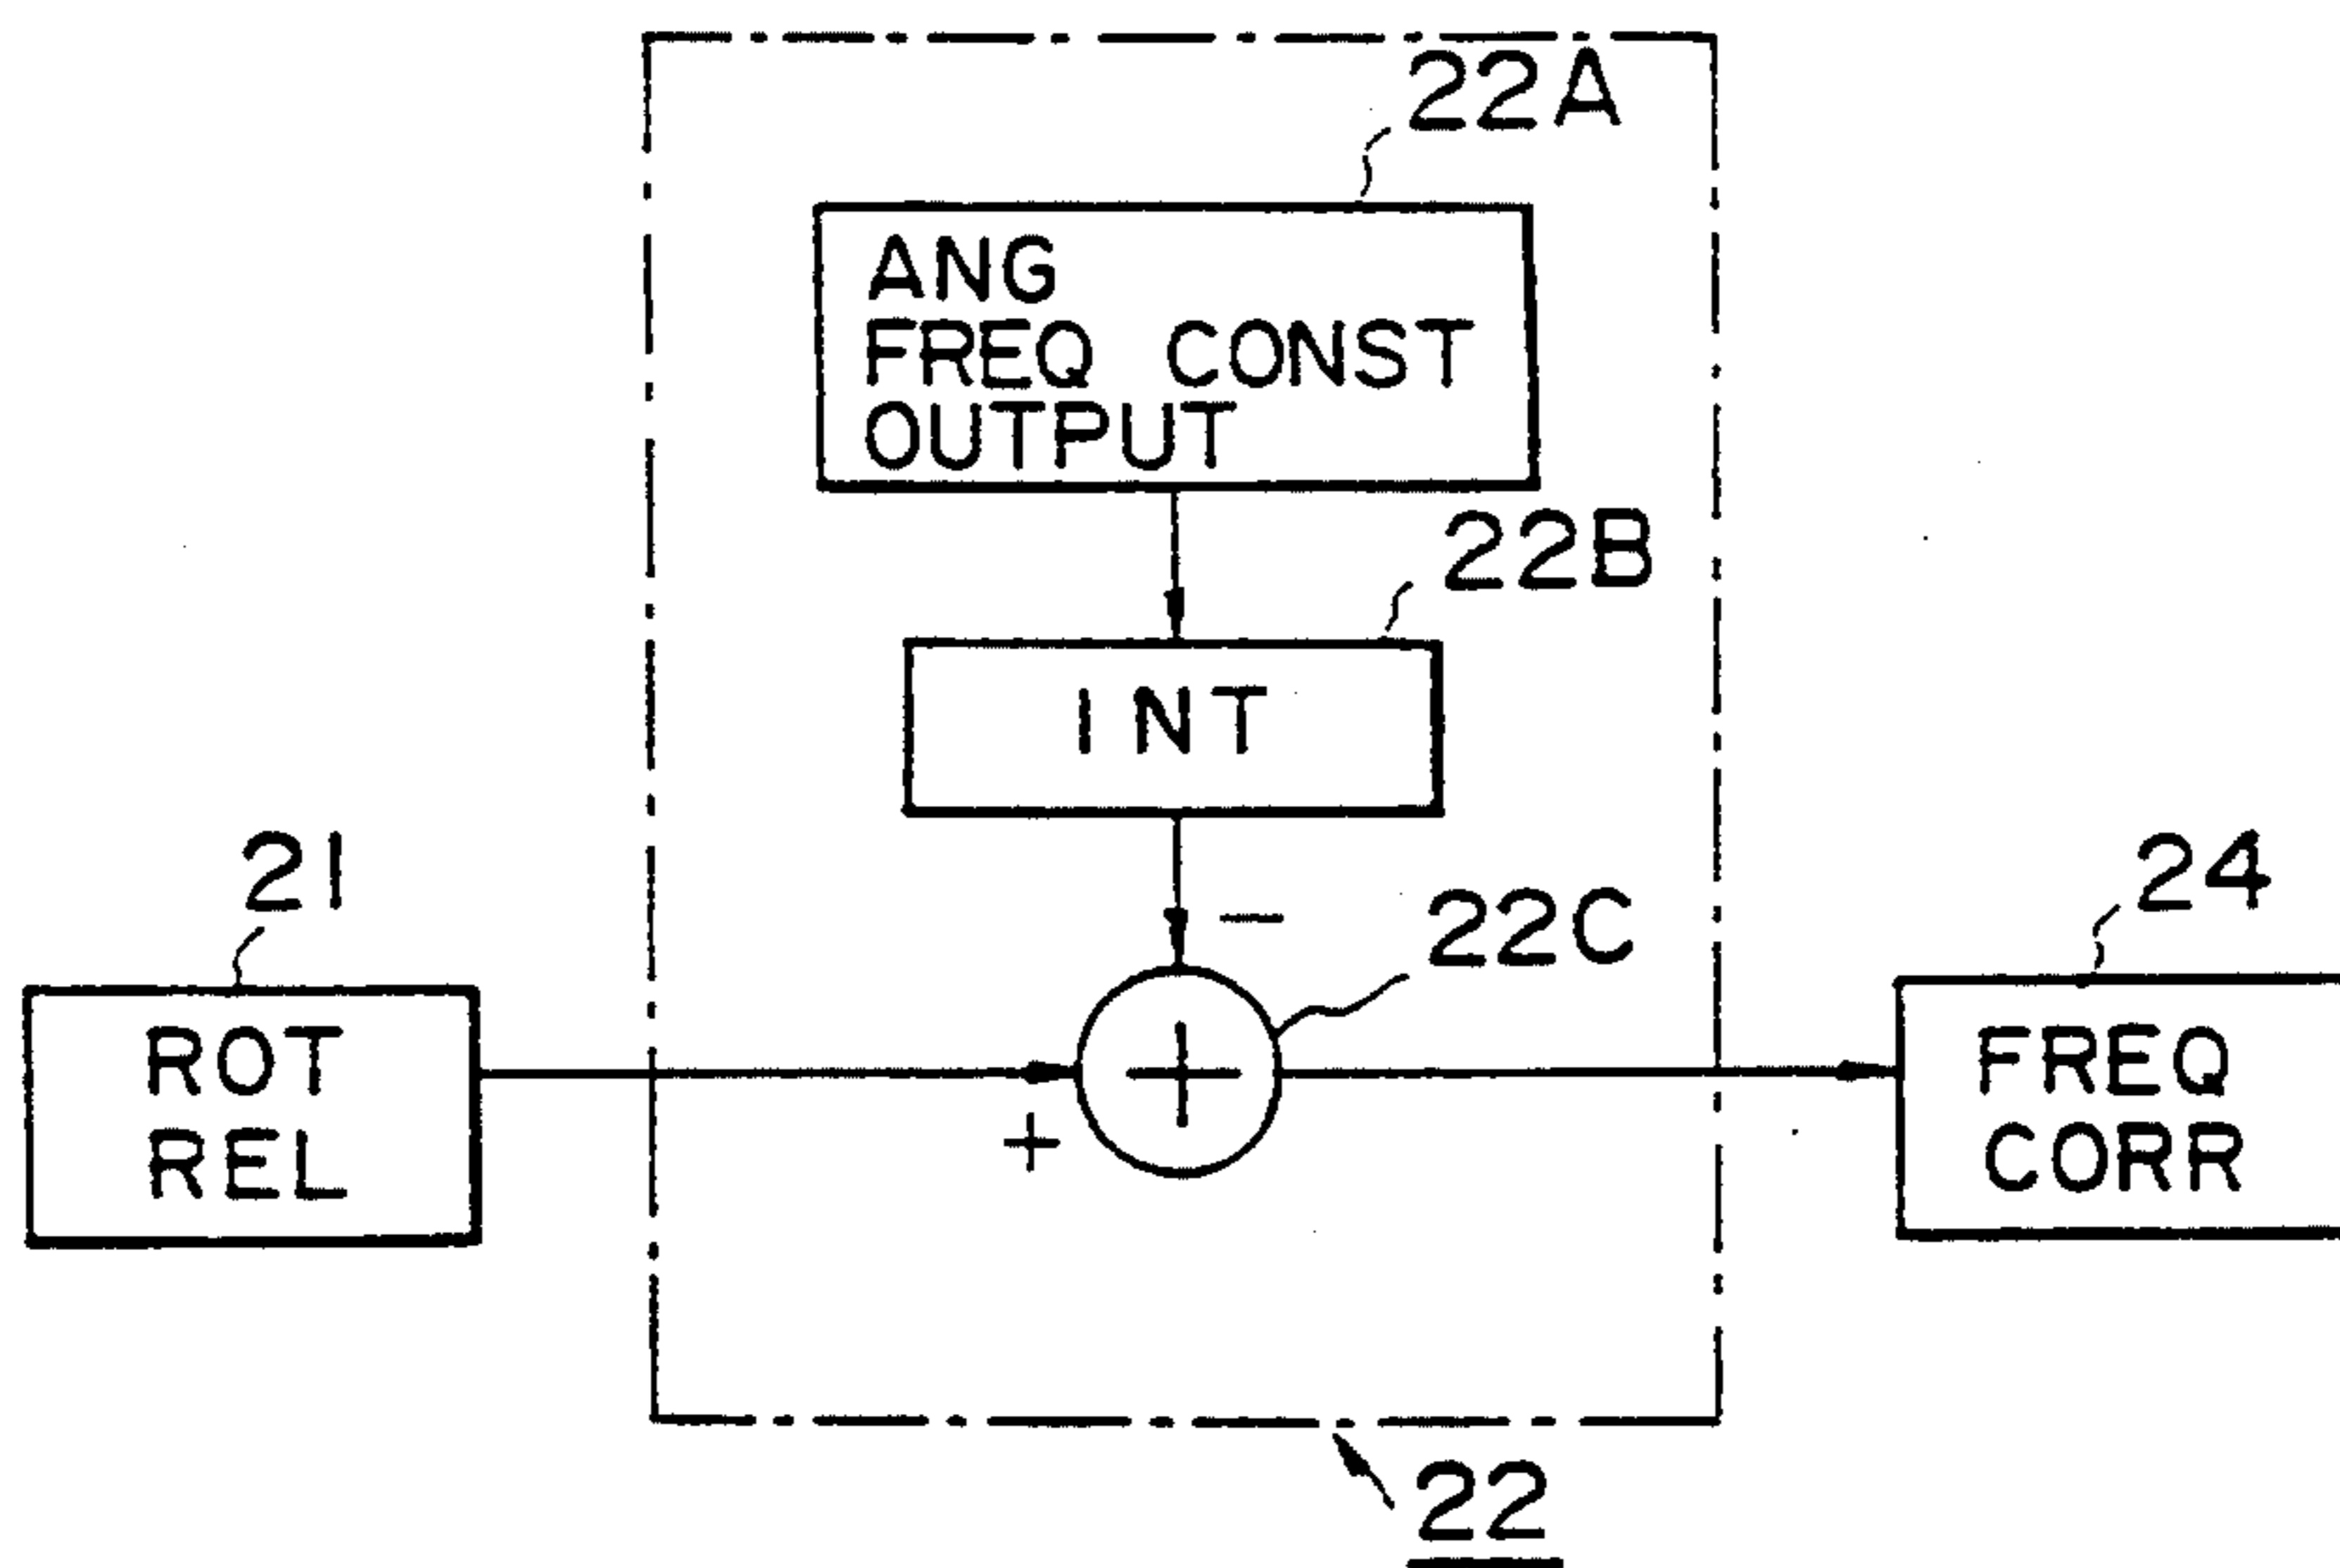 22A
ANG
FREQ CONST
OUTPUT
22B
INT
−
22C
21
ROT
REL
+
+
24
FREQ
CORR
22